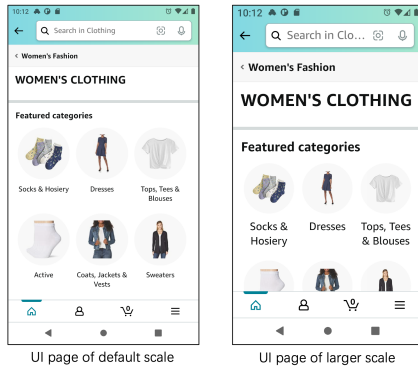 10:12
Search in Clothing
< Women's Fashion
WOMEN'S CLOTHING
Featured categories
Socks & Hosiery
Dresses
Tops, Tees &
Blouses
Active
Coats, Jackets &
Vests
Sweaters
0
UI page of default scale
10:12
Search in Clo...
< Women's Fashion
WOMEN'S CLOTHING
Featured categories
Socks &
Hosiery
Dresses
Tops, Tees
& Blouses
0
UI page of larger scale